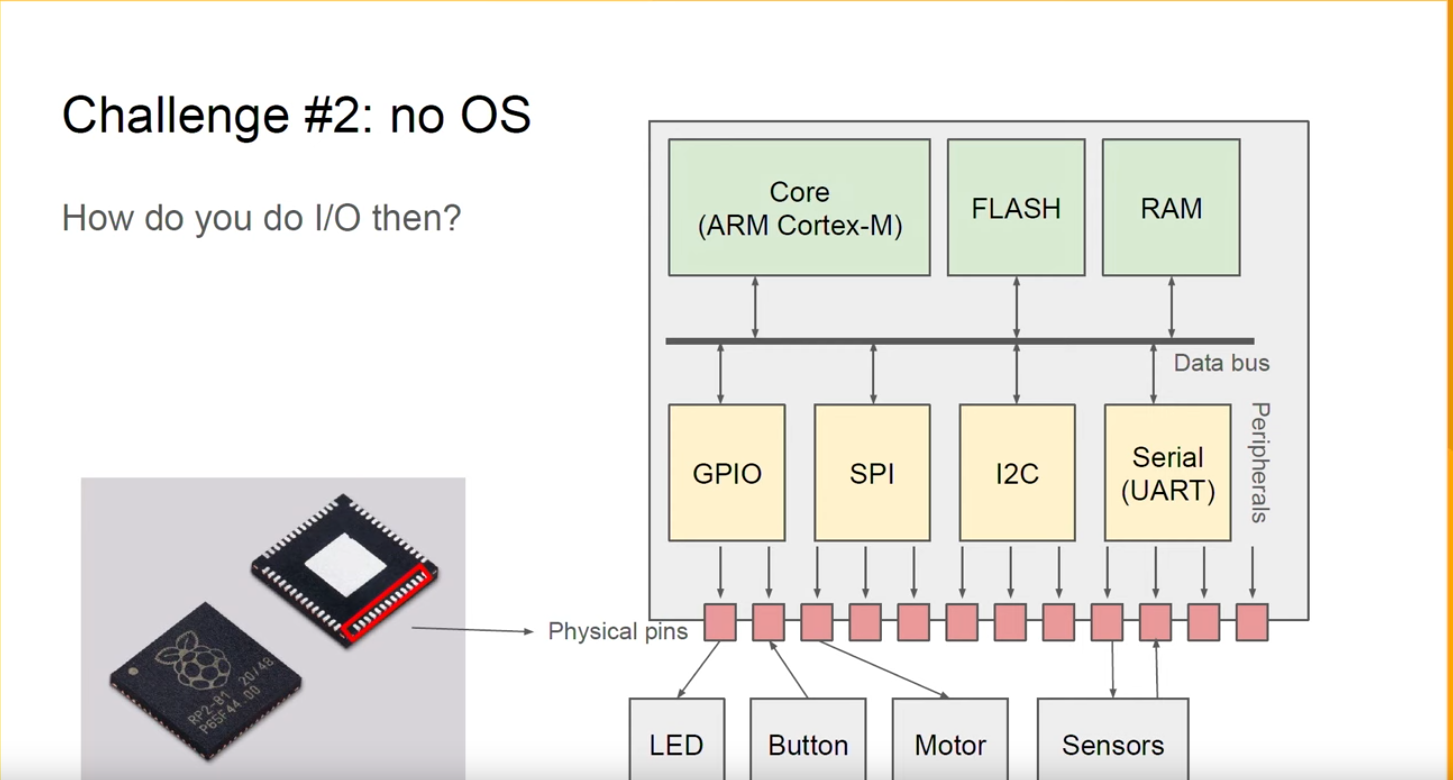 Challenge #2: no OS
How do you do I/O then?
Core
(ARM Cortex-M)
FLASH
RAM
Data bus
GPIO
SPI
I2C
Serial
(UART)
Peripherals
Physical pins
LED
Button
Motor
Sensors
RP2-B1 20/48
P65F44.00